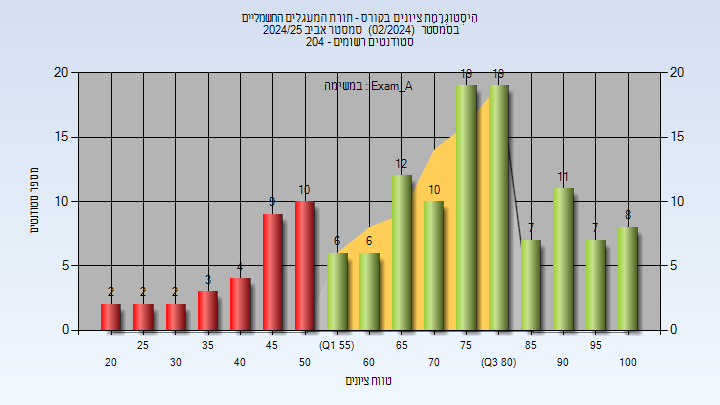 היסטוגרמת ציונים בקורס - תורת המעגלים החשמליים
בסמסטר (02/2024) סמסטר אביב 2024/25
סטודנטים רשומים - 204
במשימה : Exam_A
20 15 10 5 0
מספר סטודנטים
2 2 2 3 4 9 10 6 6 12 10 19 19 7 11 7 8
20 15 10 5 0
25 35 45 (Q1 55) 65 75 85 95
20 30 40 50 60 70 (Q3 80) 90 100
טווח ציונים